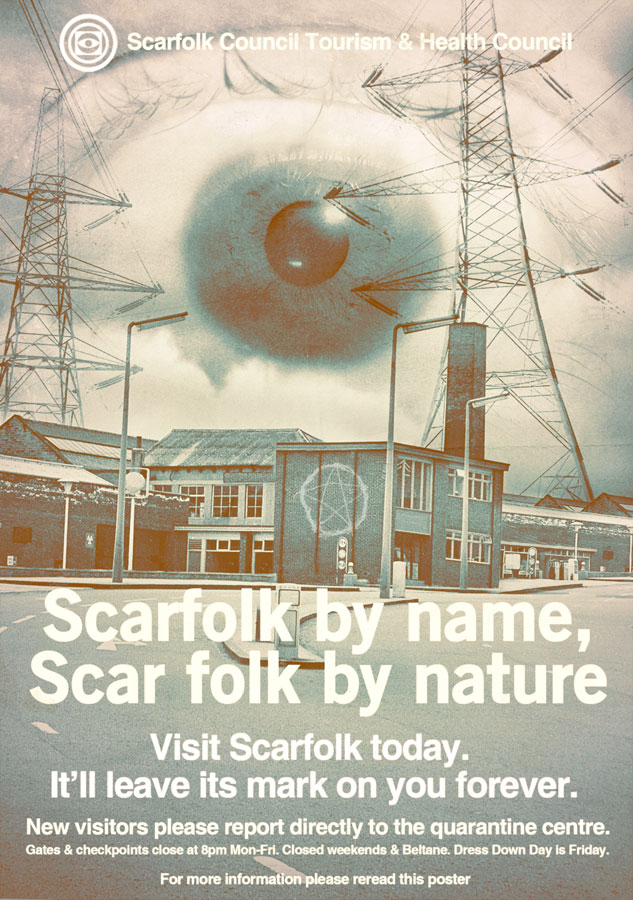 Scarfolk Council Tourism & Health Council
Scarfolk by name,
Scar folk by nature
Visit Scarfolk today.
It'll leave its mark on you forever.
New visitors please report directly to the quarantine centre.
Gates & checkpoints close at 8pm Mon-Fri. Closed weekends & Beltane. Dress Down Day is Friday.
For more information please reread this poster